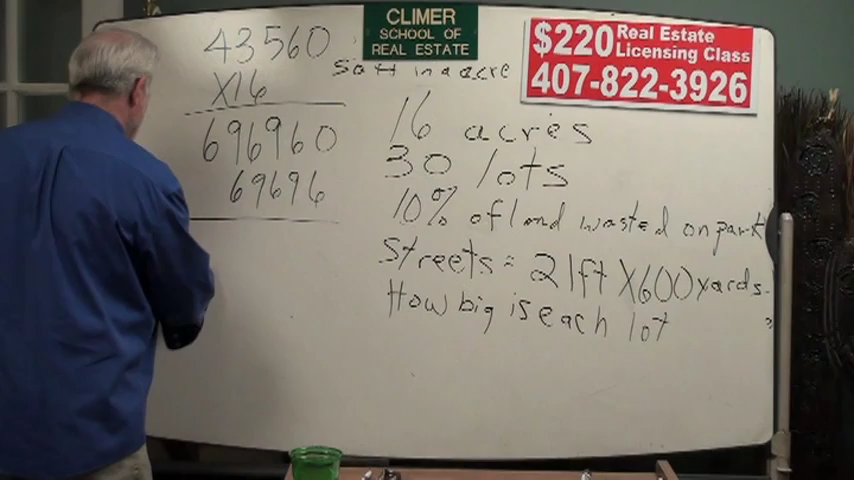 CLIMER
SCHOOL OF
REAL ESTATE
$220 Real Estate
Licensing Class
407-822-3926
43560
X16
696960
69696
Sq ft in a acre
16 acres
30 lots
10% of land wasted on park
Streets = 21ft X600yards
How big is each lot